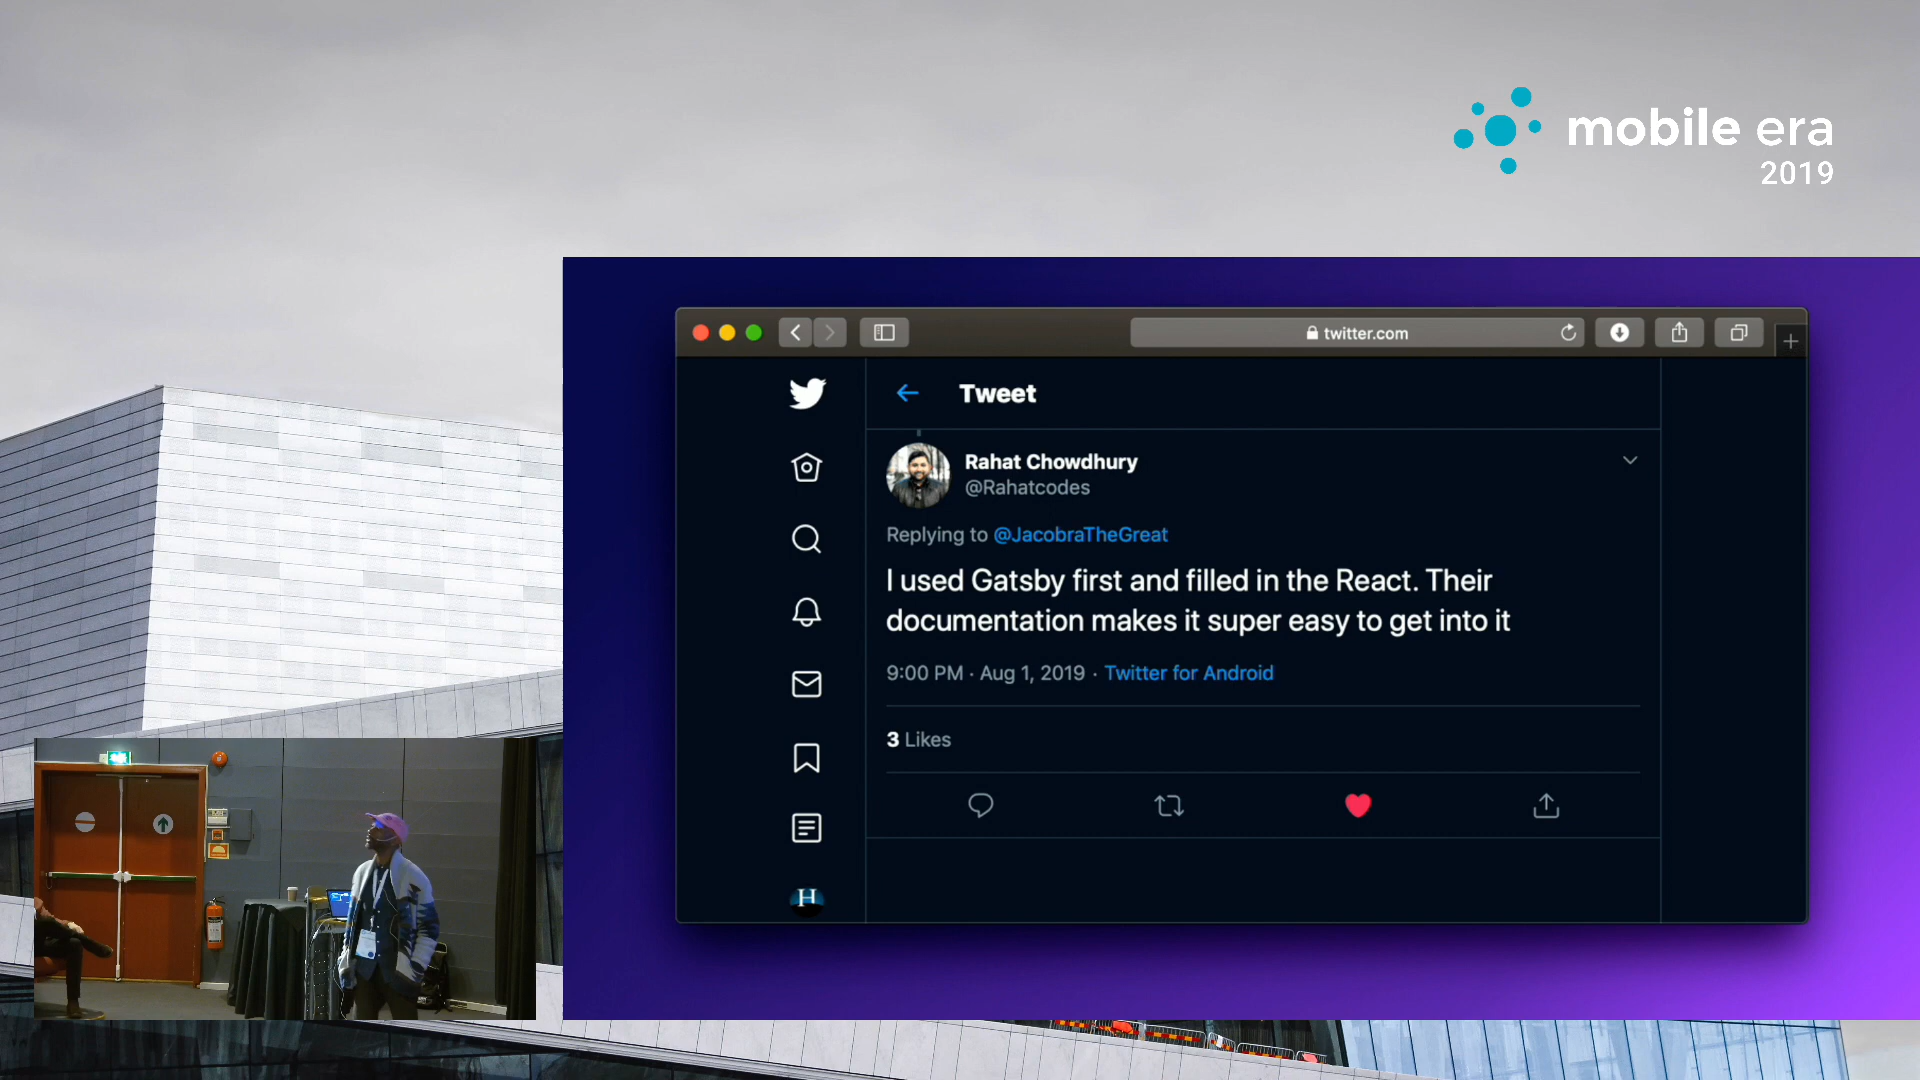 mobile era
2019
twitter.com
Tweet
Rahat Chowdhury
@Rahatcodes
Replying to @JacobraTheGreat
I used Gatsby first and filled in the React. Their
documentation makes it super easy to get into it
9:00 PM · Aug 1, 2019 · Twitter for Android
3 Likes
H